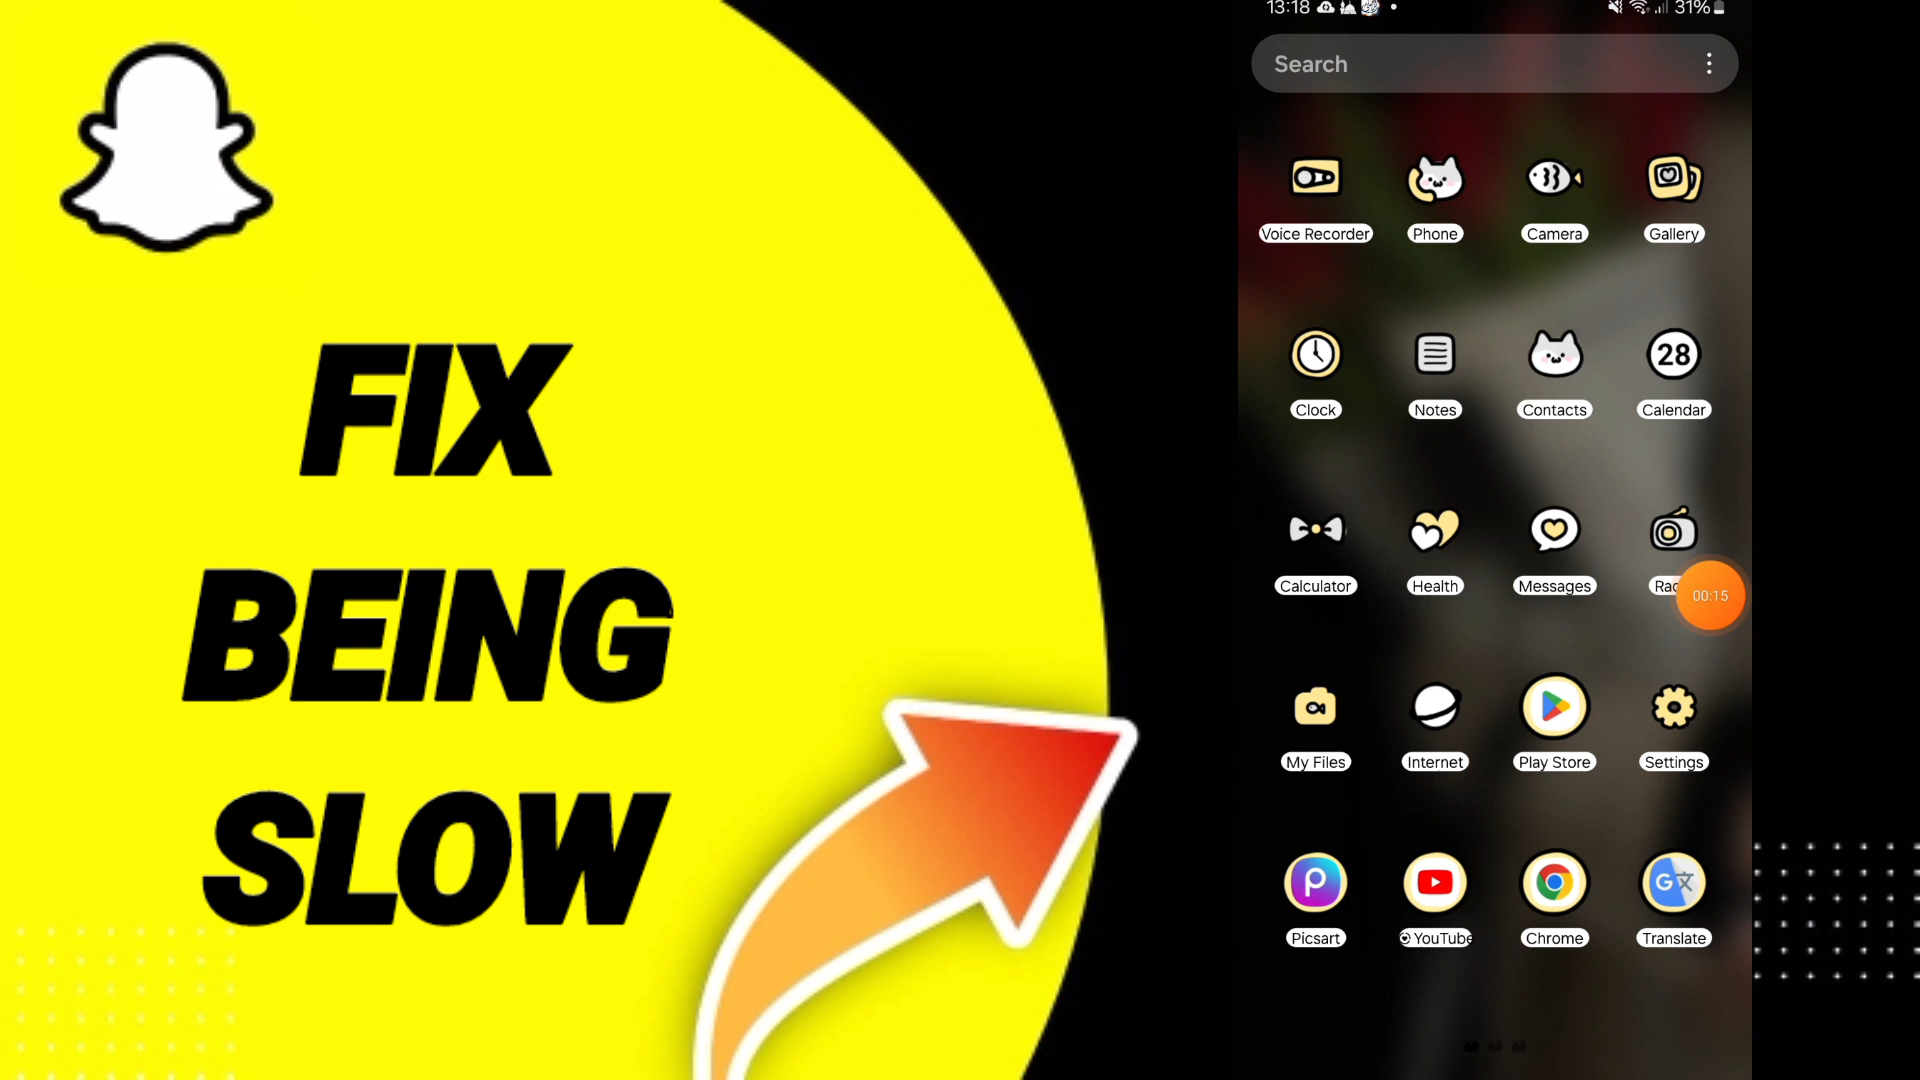 FIX
BEING
SLOW
13:18
31%
Search
Voice Recorder
Phone
Camera
Gallery
28
Clock
Notes
Contacts
Calendar
Calculator
Health
Messages
00:15
My Files
Internet
Play Store
Settings
Picsart
YouTube
Chrome
Translate